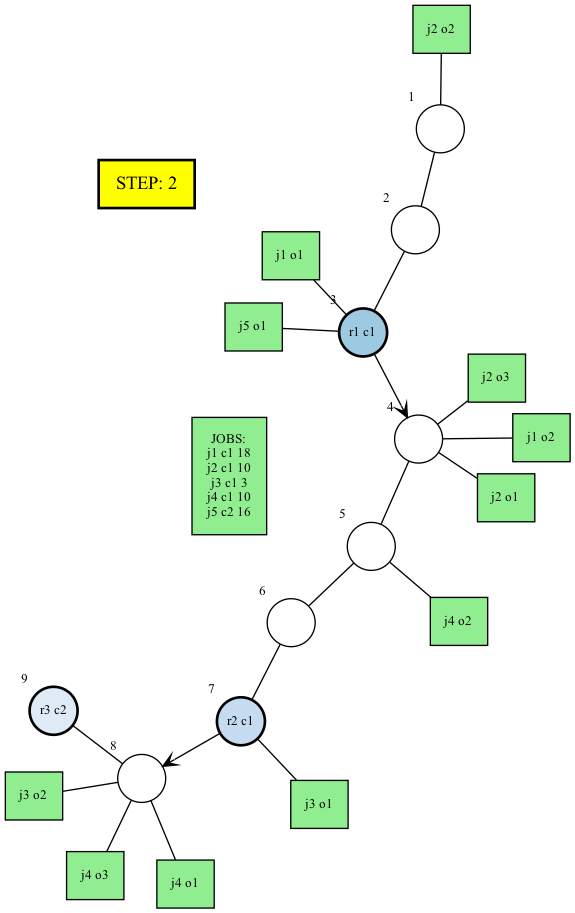 j2 o2
1
STEP: 2
2
j1 o1
3
j5 o1
r1 c1
j2 o3
4
j1 o2
JOBS:
j1 c1 18
j2 c1 10
j3 c1 3
j4 c1 10
j5 c2 16
j2 o1
5
6
j4 o2
9
7
r3 c2
r2 c1
8
j3 o2
j3 o1
j4 o3
j4 o1